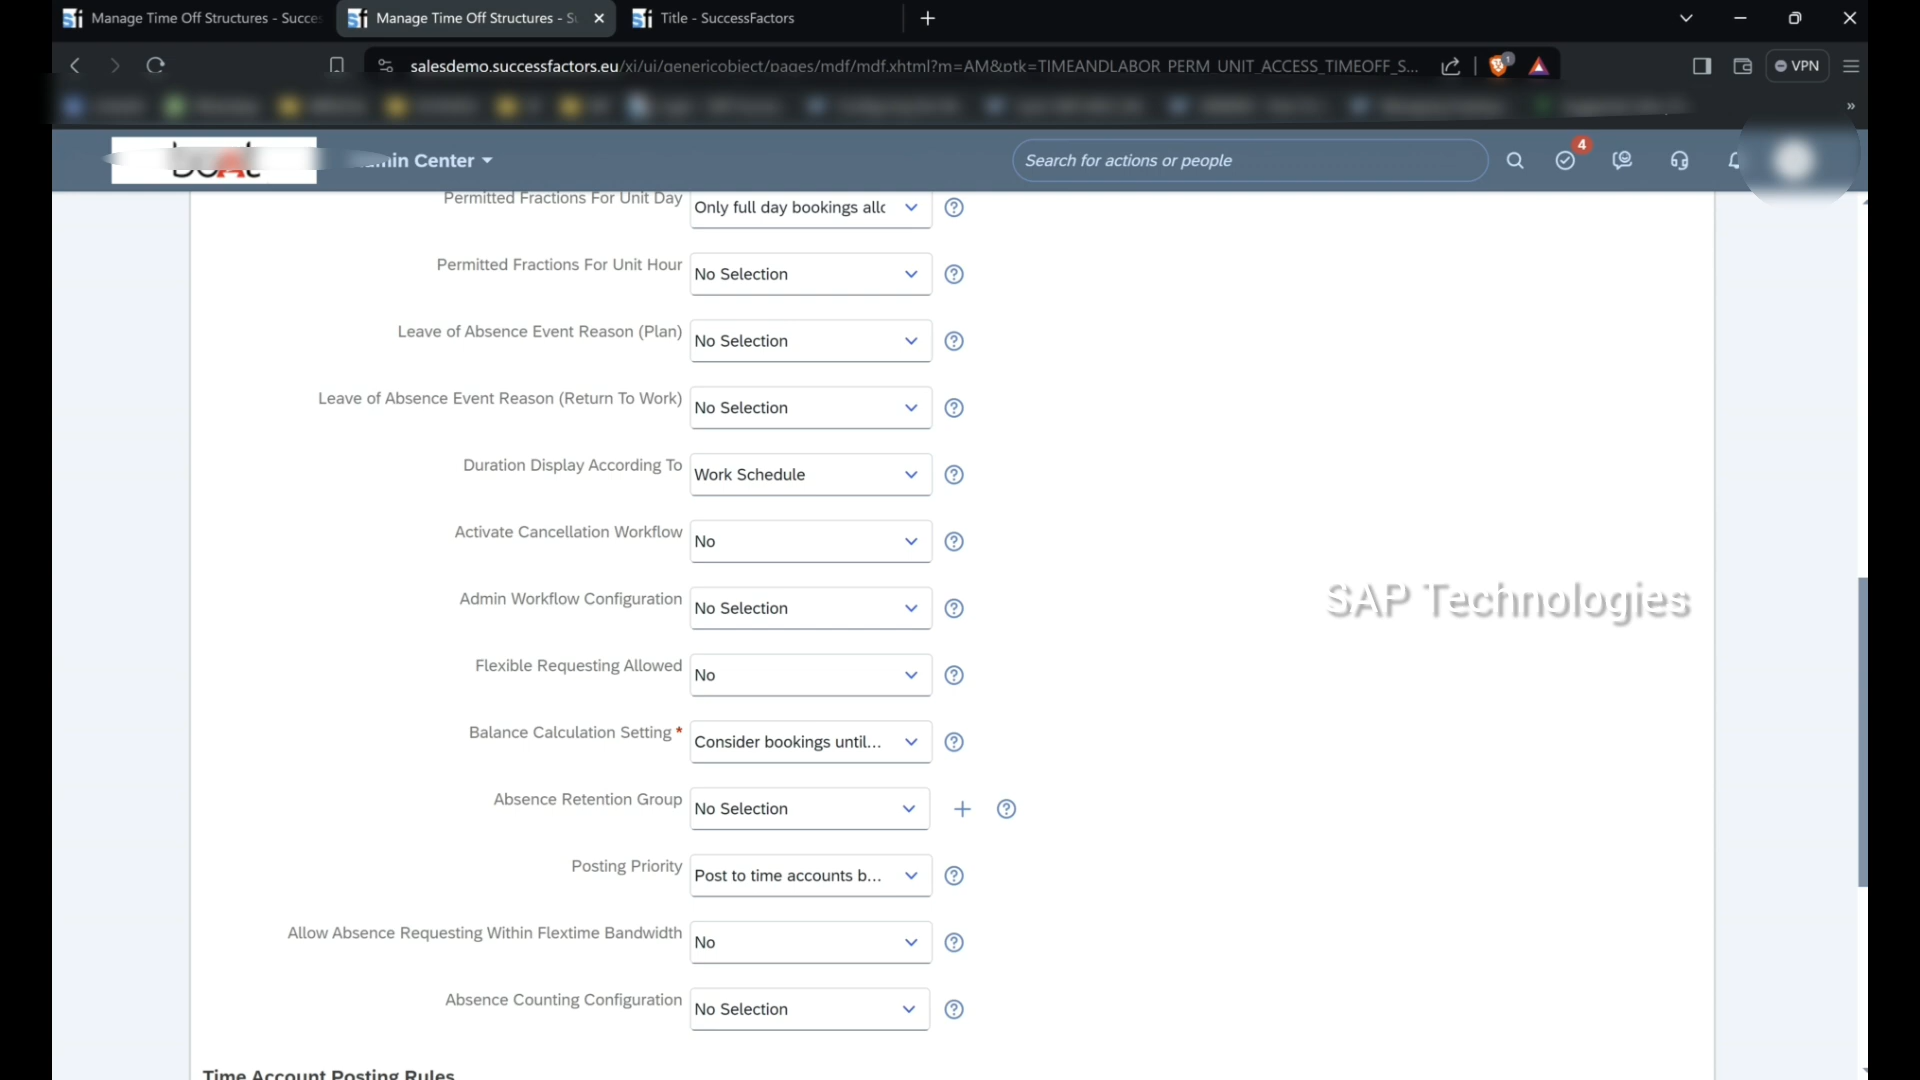 Manage Time Off Structures - Succes
Manage Time Off Structures - Su
Title - SuccessFactors
salesdemo.successfactors.eu/xi/ui/genericobject/pages/mdf/mdf.xhtml?m=AM&ptk=TIMEANDLABOR_PERM_UNIT_ACCESS_TIMEOFF_S...
1
VPN
min Center
Search for actions or people
4
Permitted Fractions For Unit Day
Only full day bookings allo
Permitted Fractions For Unit Hour
No Selection
Leave of Absence Event Reason (Plan)
No Selection
Leave of Absence Event Reason (Return To Work)
No Selection
Duration Display According To
Work Schedule
Activate Cancellation Workflow
No
Admin Workflow Configuration
No Selection
SAP Technologies
Flexible Requesting Allowed
No
Balance Calculation Setting *
Consider bookings until...
Absence Retention Group
No Selection
Posting Priority
Post to time accounts b...
Allow Absence Requesting Within Flextime Bandwidth
No
Absence Counting Configuration
No Selection
Time Account Posting Rules